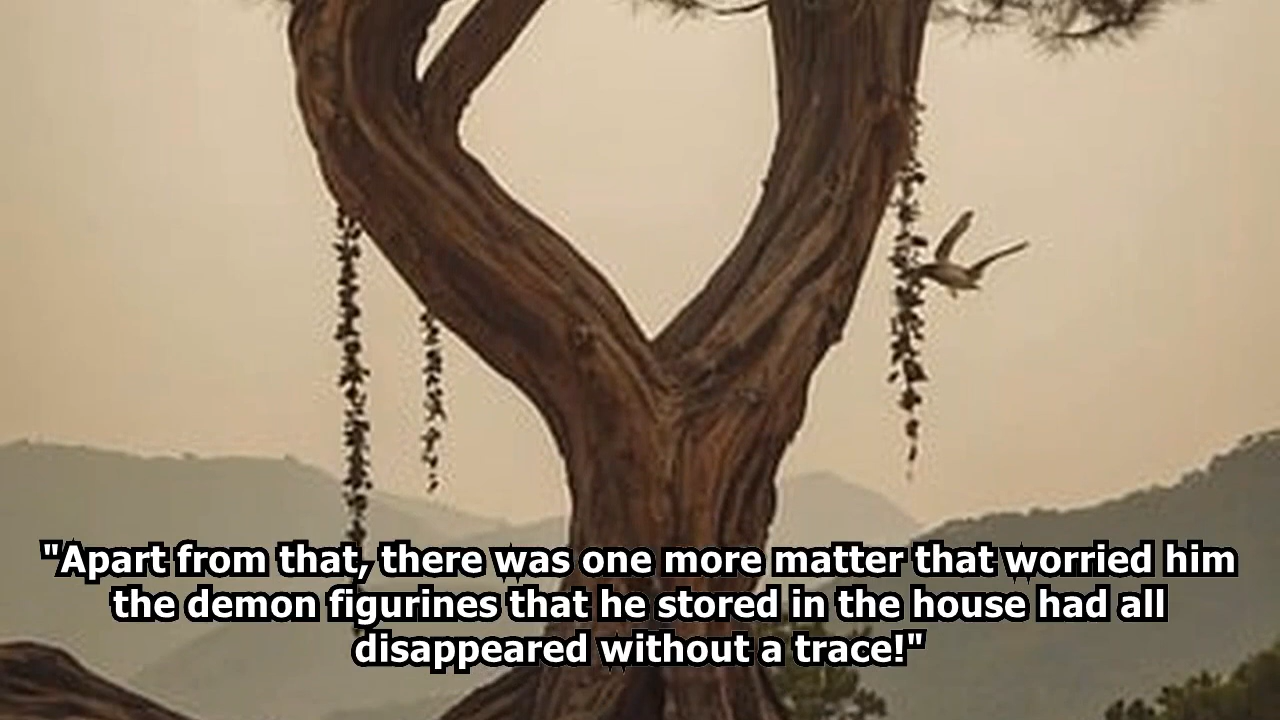 "Apart from that, there was one more matter that worried him
the demon figurines that he stored in the house had all
disappeared without a trace!"